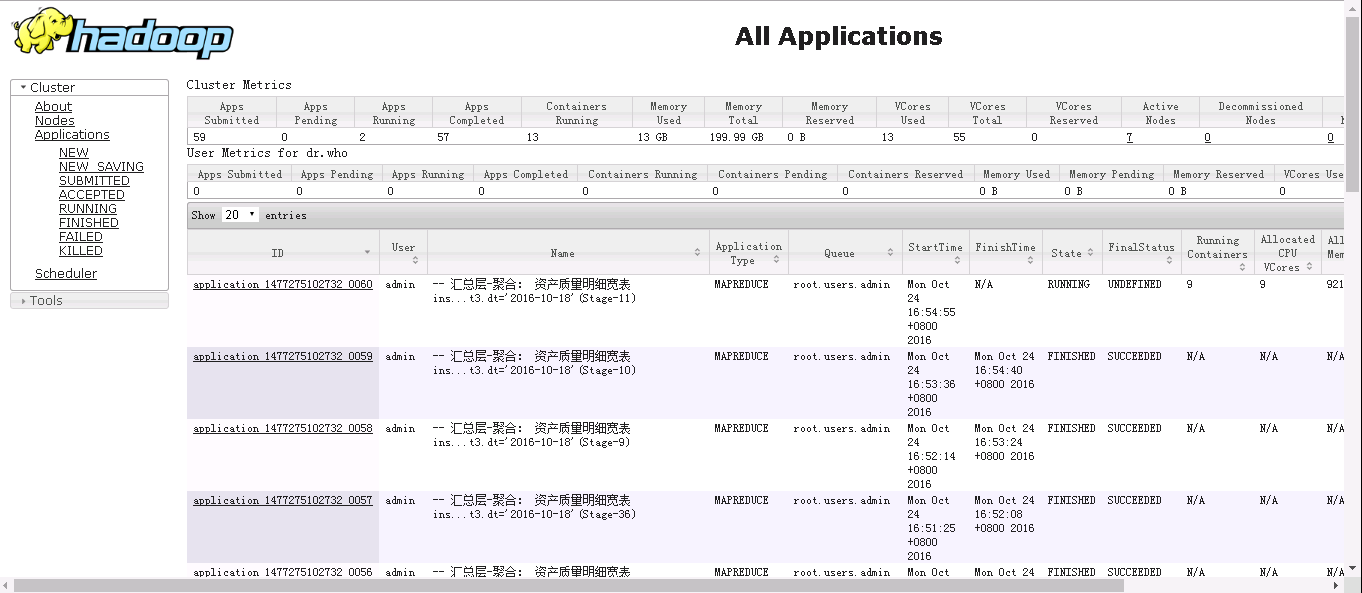 hadoop
All Applications
Cluster
About
Nodes
Applications
NEW
NEW_SAVING
SUBMITTED
ACCEPTED
RUNNING
FINISHED
FAILED
KILLED
Scheduler
Tools
Cluster Metrics
Apps Submitted Apps Pending Apps Running Apps Completed Containers Running Memory Used Memory Total Memory Reserved VCores Used VCores Total VCores Reserved Active Nodes Decommissioned Nodes
59 0 2 57 13 13 GB 199.99 GB 0 B 13 55 0 7 0 0
User Metrics for dr.who
Apps Submitted Apps Pending Apps Running Apps Completed Containers Running Containers Pending Containers Reserved Memory Used Memory Pending Memory Reserved VCores Use
0 0 0 0 0 0 0 0 B 0 B 0 B 0
Show 20 entries
ID User Name Application Type Queue StartTime FinishTime State FinalStatus Running Containers Allocated CPU VCores All Mem
application_1477275102732_0060 admin -- 汇总层-聚合： 资产质量明细宽表 MAPREDUCE root.users.admin Mon Oct N/A RUNNING UNDEFINED 9 9 921
ins...t3.dt='2016-10-18'(Stage-11) 24
16:54:55
+0800
2016
application_1477275102732_0059 admin -- 汇总层-聚合： 资产质量明细宽表 MAPREDUCE root.users.admin Mon Oct Mon Oct 24 FINISHED SUCCEEDED N/A N/A N/A
ins...t3.dt='2016-10-18'(Stage-10) 24 16:54:40
16:53:36 +0800 2016
+0800
2016
application_1477275102732_0058 admin -- 汇总层-聚合： 资产质量明细宽表 MAPREDUCE root.users.admin Mon Oct Mon Oct 24 FINISHED SUCCEEDED N/A N/A N/A
ins...t3.dt='2016-10-18'(Stage-9) 24 16:53:24
16:52:14 +0800 2016
+0800
2016
application_1477275102732_0057 admin -- 汇总层-聚合： 资产质量明细宽表 MAPREDUCE root.users.admin Mon Oct Mon Oct 24 FINISHED SUCCEEDED N/A N/A N/A
ins...t3.dt='2016-10-18'(Stage-36) 24 16:52:08
16:51:25 +0800 2016
+0800
2016
application_1477275102732_0056 admin -- 汇总层-聚合： 资产质量明细宽表 MAPREDUCE root.users.admin Mon Oct Mon Oct 24 FINISHED SUCCEEDED N/A N/A N/A